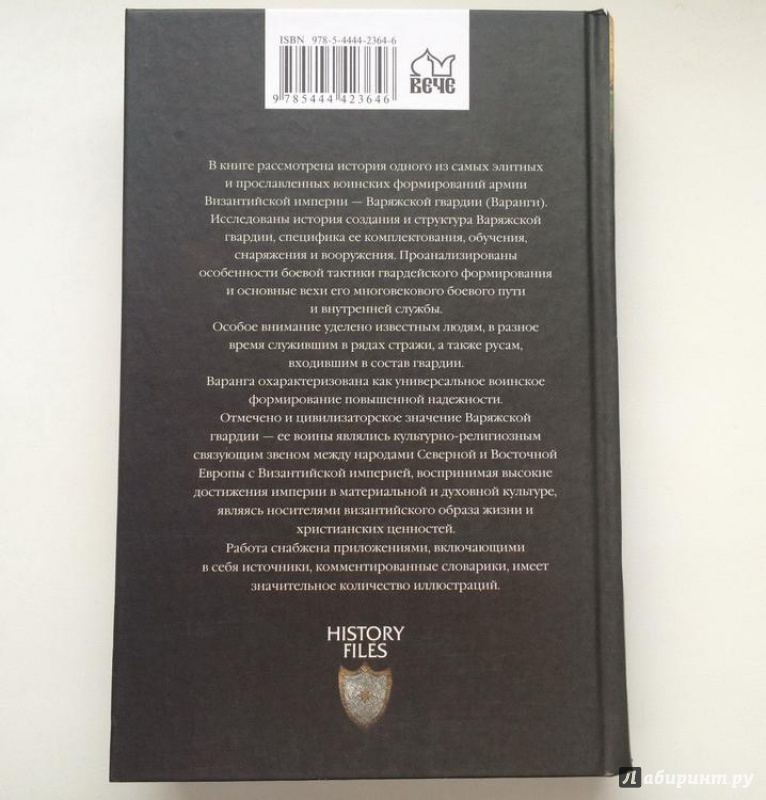 ISBN 978-5-4444-2364-6
9 785444 423646
ВЕЧЕ
В книге рассмотрена история одного из самых элитных
и прославленных воинских формирований армии
Византийской империи — Варяжской гвардии (Варанги).
Исследованы история создания и структура Варяжской
гвардии, специфика ее комплектования, обучения,
снаряжения и вооружения. Проанализированы
особенности боевой тактики гвардейского формирования
и основные вехи его многовекового боевого пути
и внутренней службы.
Особое внимание уделено известным людям, в разное
время служившим в рядах стражи, а также русам,
входившим в состав гвардии.
Варанга охарактеризована как универсальное воинское
формирование повышенной надежности.
Отмечено и цивилизаторское значение Варяжской
гвардии — ее воины являлись культурно-религиозным
связующим звеном между народами Северной и Восточной
Европы с Византийской империей, воспринимая высокие
достижения империи в материальной и духовной культуре,
являясь носителями византийского образа жизни и
христианских ценностей.
Работа снабжена приложениями, включающими
в себя источники, комментированные словарики, имеет
значительное количество иллюстраций.
HISTORY
FILES
Лабиринт.ру